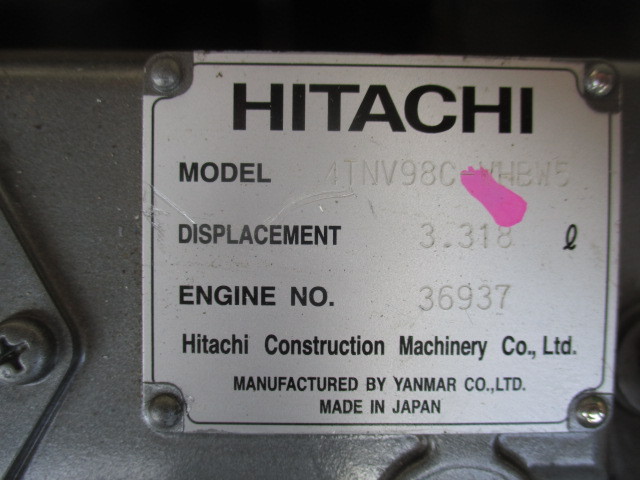 HITACHI
MODEL 4TNV98C-VHBW5
DISPLACEMENT 3.318 ℓ
ENGINE NO. 36937
Hitachi Construction Machinery Co., Ltd.
MANUFACTURED BY YANMAR CO.,LTD.
MADE IN JAPAN